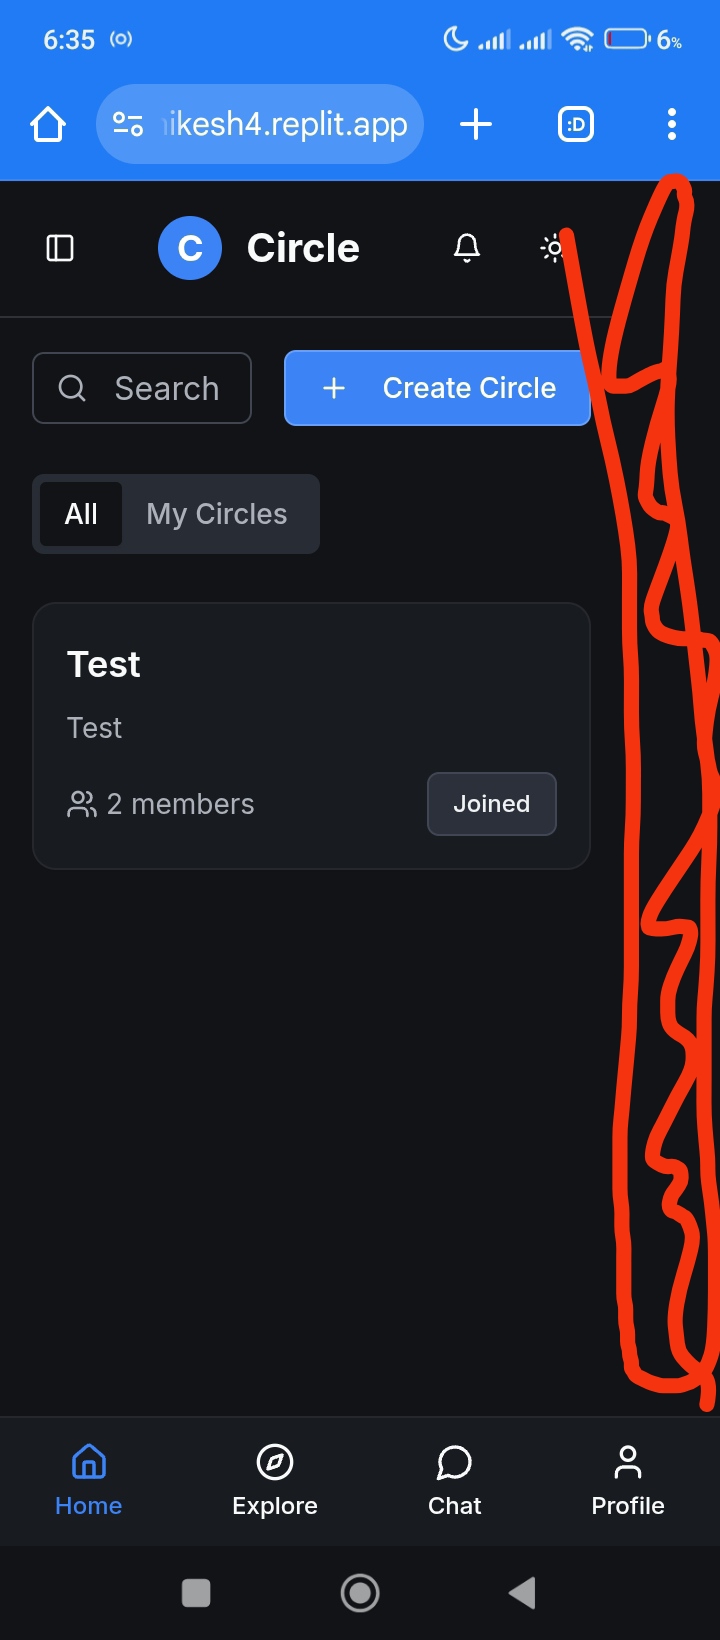 6:35 6%
ikesh4.replit.app :D
C Circle
Search + Create Circle
All My Circles
Test
Test
2 members Joined
Home Explore Chat Profile